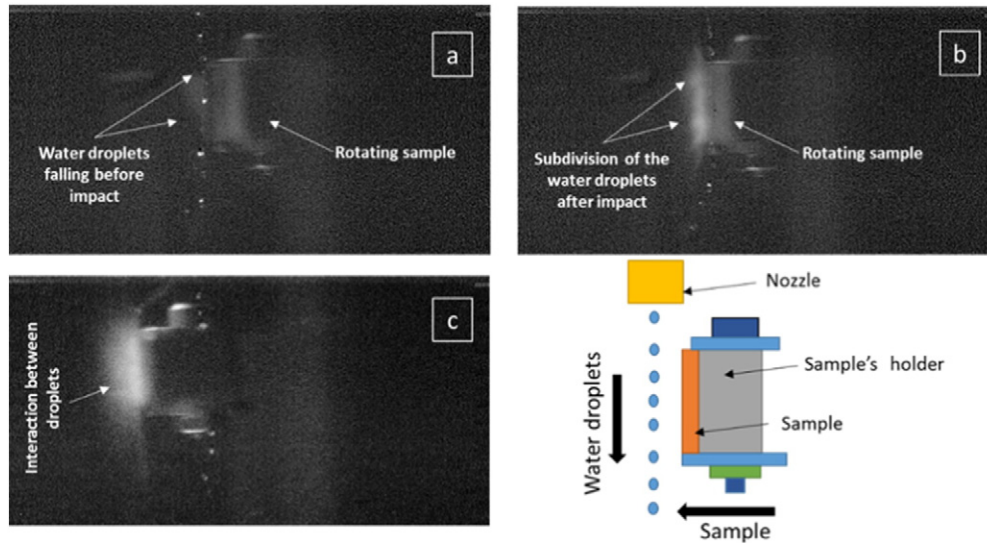 a
Water droplets
falling before
impact
Rotating sample
b
Subdivision of the
water droplets
after impact
Rotating sample
c
Interaction between
droplets
Nozzle
Sample's holder
Sample
Water droplets
Sample